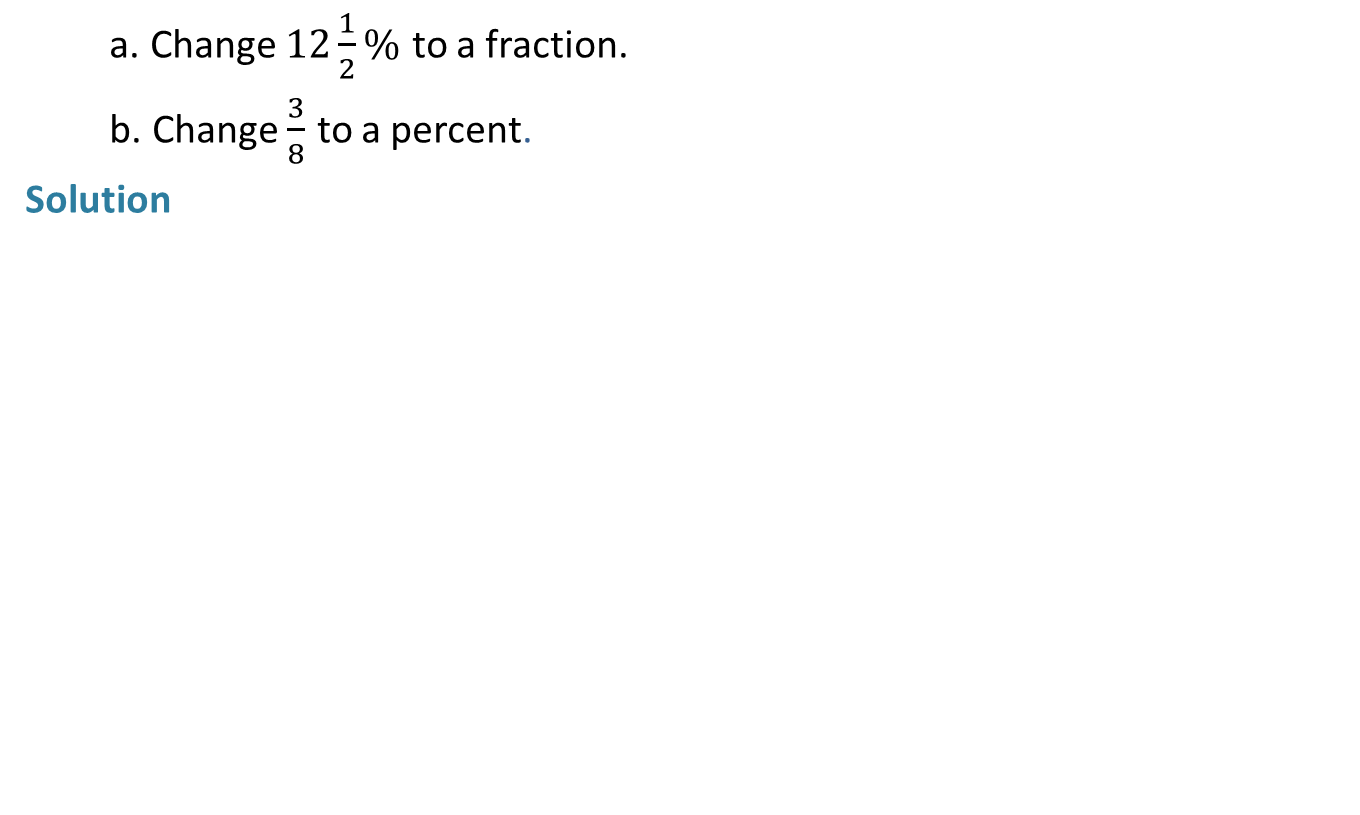 a. Change 12 1/2 % to a fraction.
b. Change 3/8 to a percent.
Solution